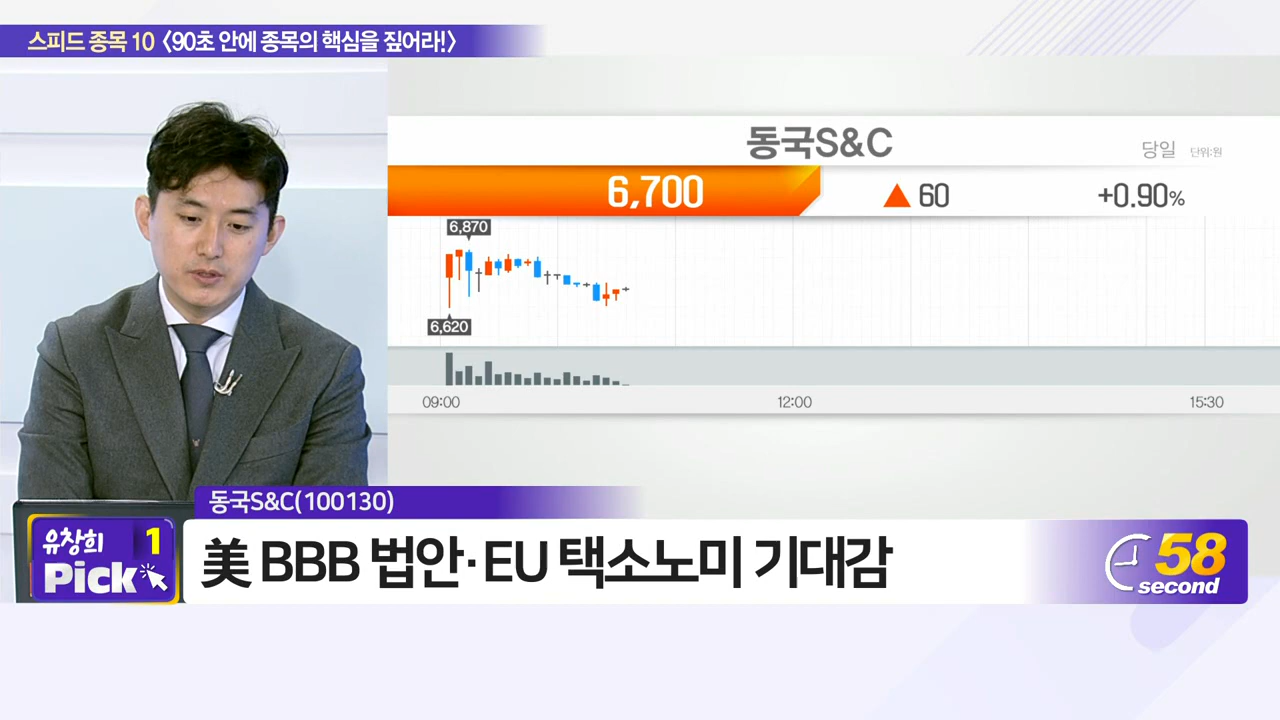 스피드 종목 10 <90초 안에 종목의 핵심을 짚어라!>
동국S&C
당일 단위:원
6,700 ▲ 60 +0.90%
6,870
6,620
09:00 12:00 15:30
동국S&C(100130)
유창희 1
Pick
美 BBB 법안·EU 택소노미 기대감
58
second